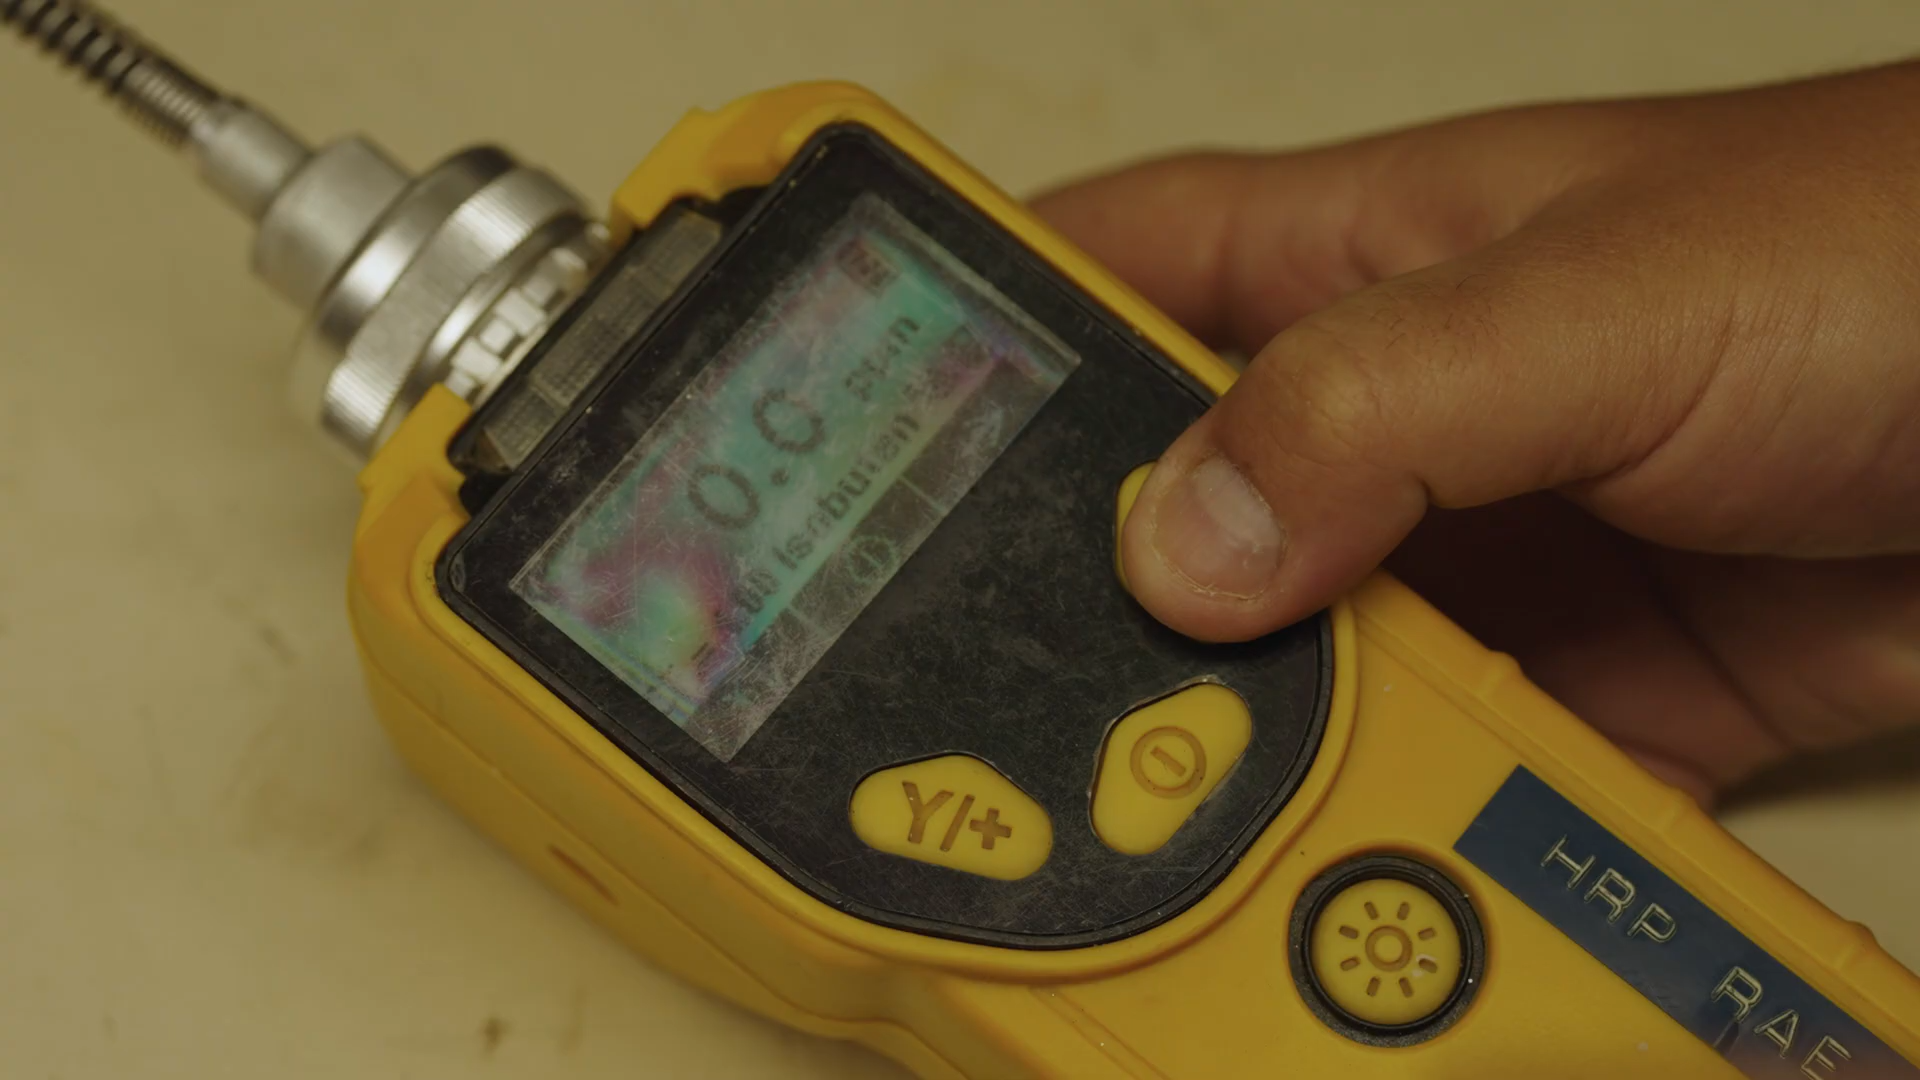 0.0 ppm
Isobuten
Y/+
HRP RAE